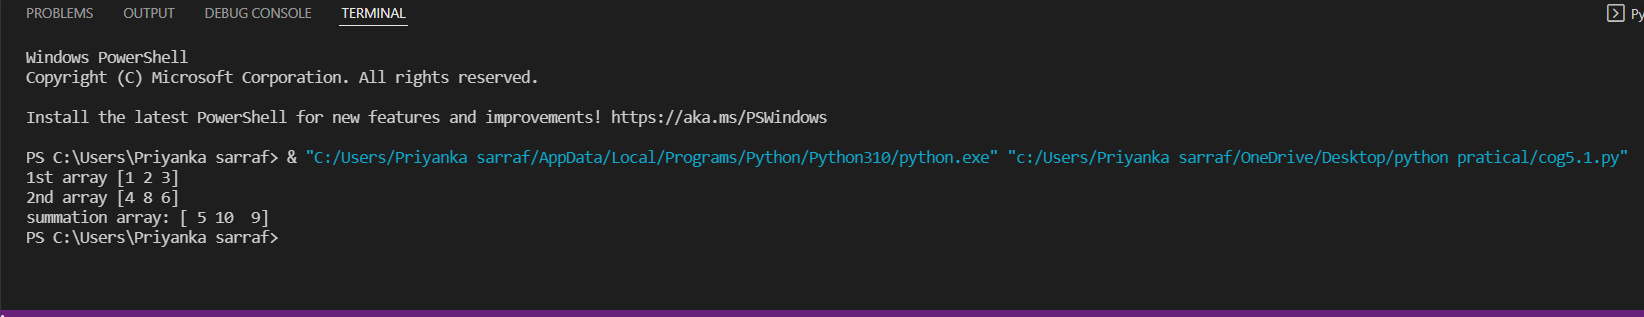 PROBLEMS OUTPUT DEBUG CONSOLE TERMINAL Py
Windows PowerShell
Copyright (C) Microsoft Corporation. All rights reserved.
Install the latest PowerShell for new features and improvements! https://aka.ms/PSWindows
PS C:\Users\Priyanka sarraf> & "C:/Users/Priyanka sarraf/AppData/Local/Programs/Python/Python310/python.exe" "c:/Users/Priyanka sarraf/OneDrive/Desktop/python pratical/cog5.1.py"
1st array [1 2 3]
2nd array [4 8 6]
summation array: [ 5 10  9]
PS C:\Users\Priyanka sarraf>